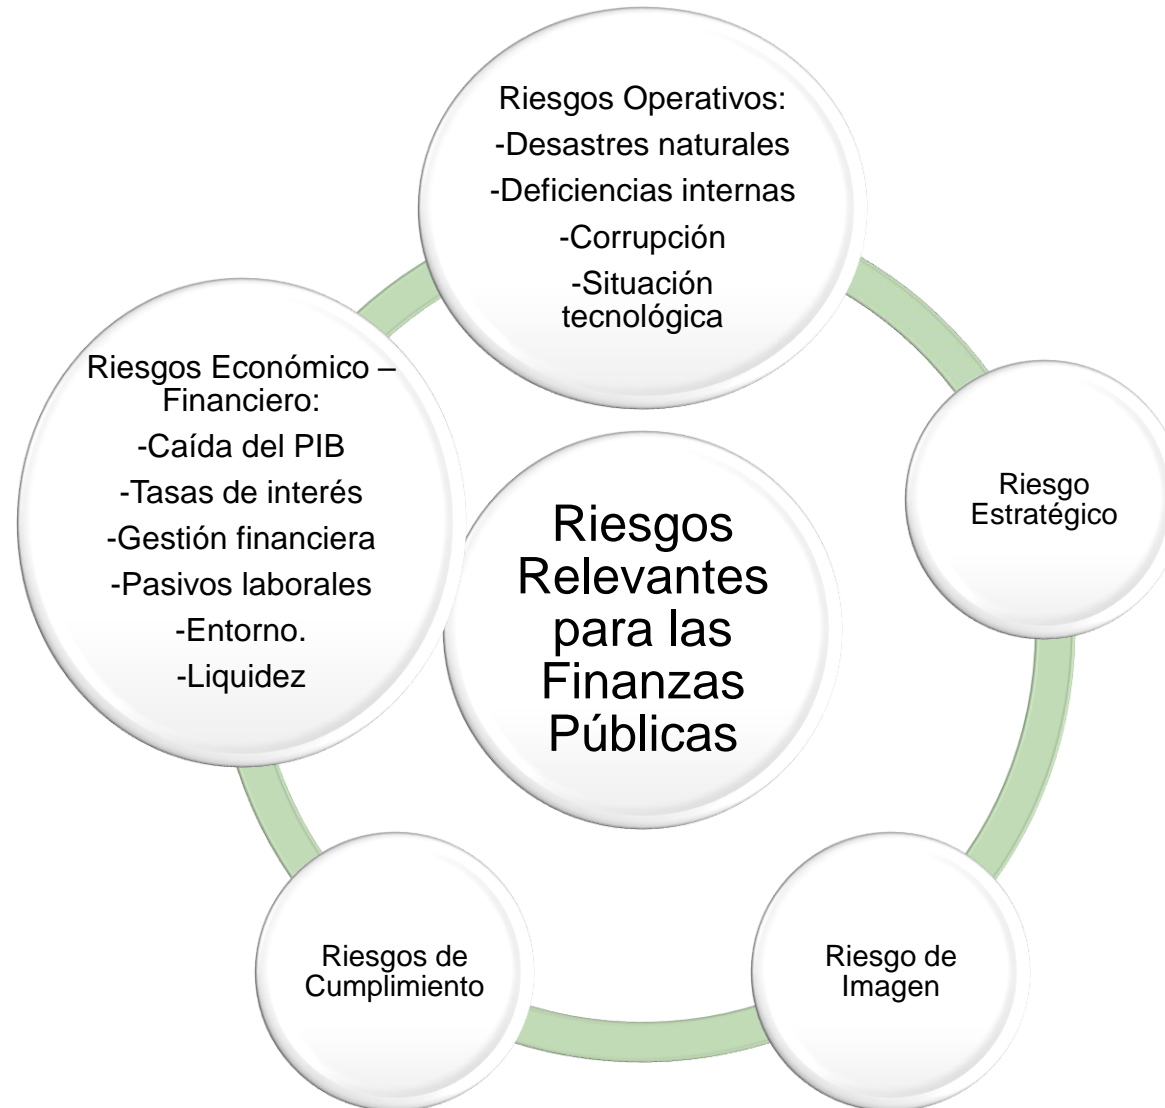 Riesgos Operativos:
-Desastres naturales
-Deficiencias internas
-Corrupción
-Situación
tecnológica
Riesgos Económico –
Financiero:
-Caída del PIB
-Tasas de interés
-Gestión financiera
-Pasivos laborales
-Entorno.
-Liquidez
Riesgos
Relevantes
para las
Finanzas
Públicas
Riesgo
Estratégico
Riesgos de
Cumplimiento
Riesgo de
Imagen